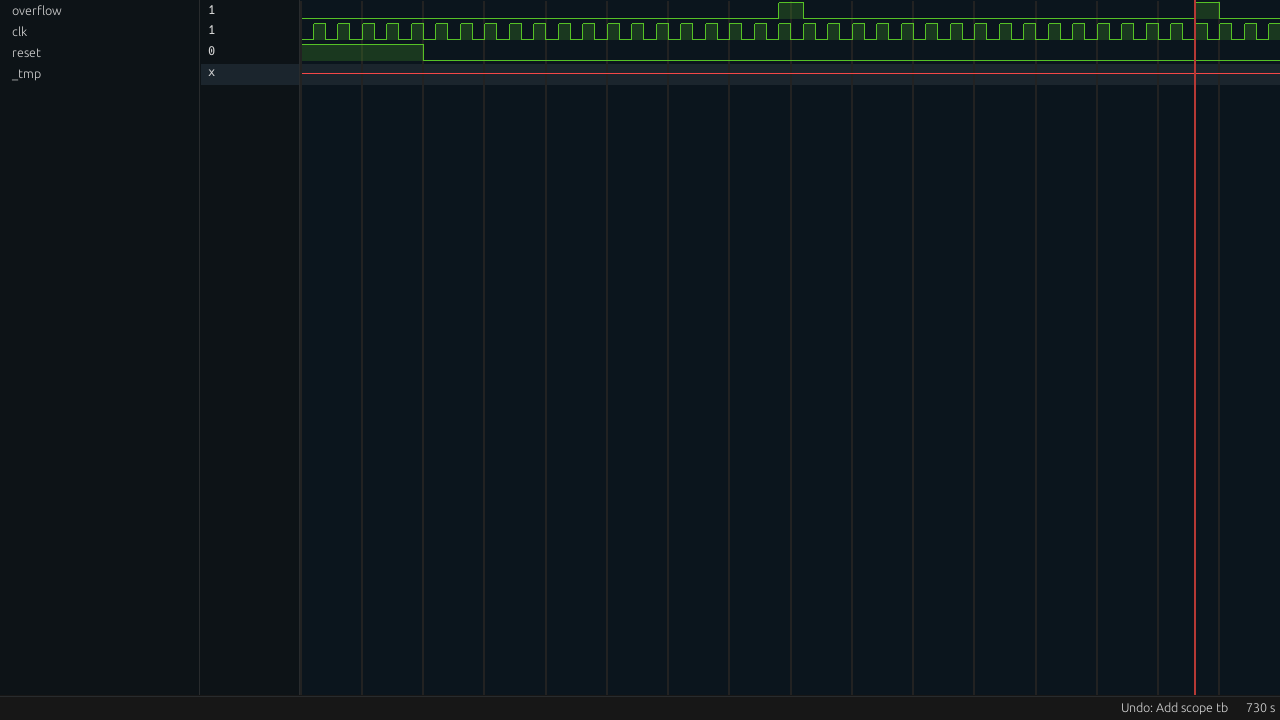 overflow 1
clk 1
reset 0
_tmp x
Undo: Add scope tb 730 s